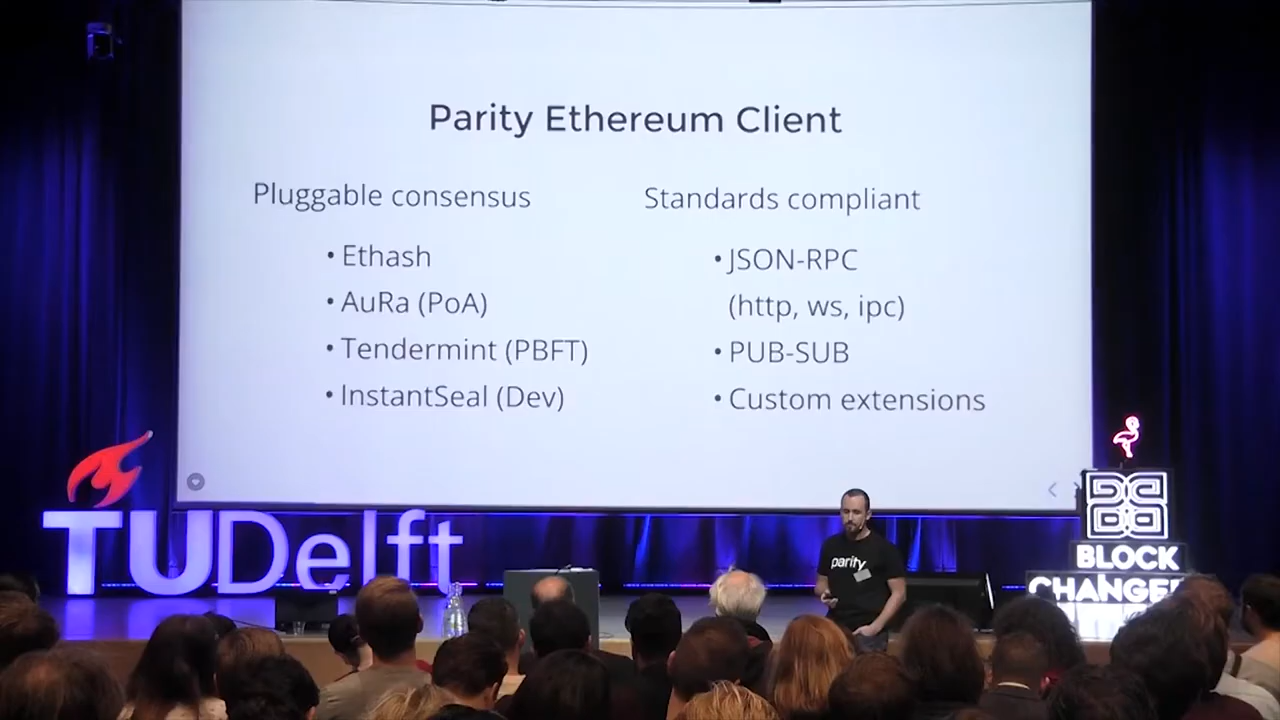 Parity Ethereum Client
Pluggable consensus
• Ethash
• AuRa (PoA)
• Tendermint (PBFT)
• InstantSeal (Dev)
Standards compliant
• JSON-RPC
(http, ws, ipc)
• PUB-SUB
• Custom extensions
TUDelft
parity
BLOCK
CHANGER